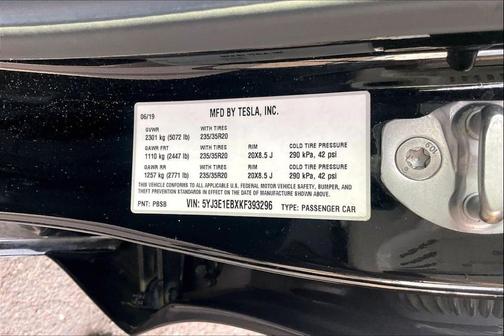 06/19 MFD BY TESLA, INC.
GVWR WITH TIRES
2301 kg (5072 lb) 235/35R20
GAWR FRT WITH TIRES RIM COLD TIRE PRESSURE
1110 kg (2447 lb) 235/35R20 20X8.5 J 290 kPa, 42 psi
GAWR RR WITH TIRES RIM COLD TIRE PRESSURE
1257 kg (2771 lb) 235/35R20 20X8.5 J 290 kPa, 42 psi
THIS VEHICLE CONFORMS TO ALL APPLICABLE U.S. FEDERAL MOTOR VEHICLE SAFETY, BUMPER, AND
THEFT PREVENTION STANDARDS IN EFFECT ON THE DATE OF MANUFACTURE SHOWN ABOVE.
PNT: PBSB VIN: 5YJ3E1EBXKF393296 TYPE: PASSENGER CAR